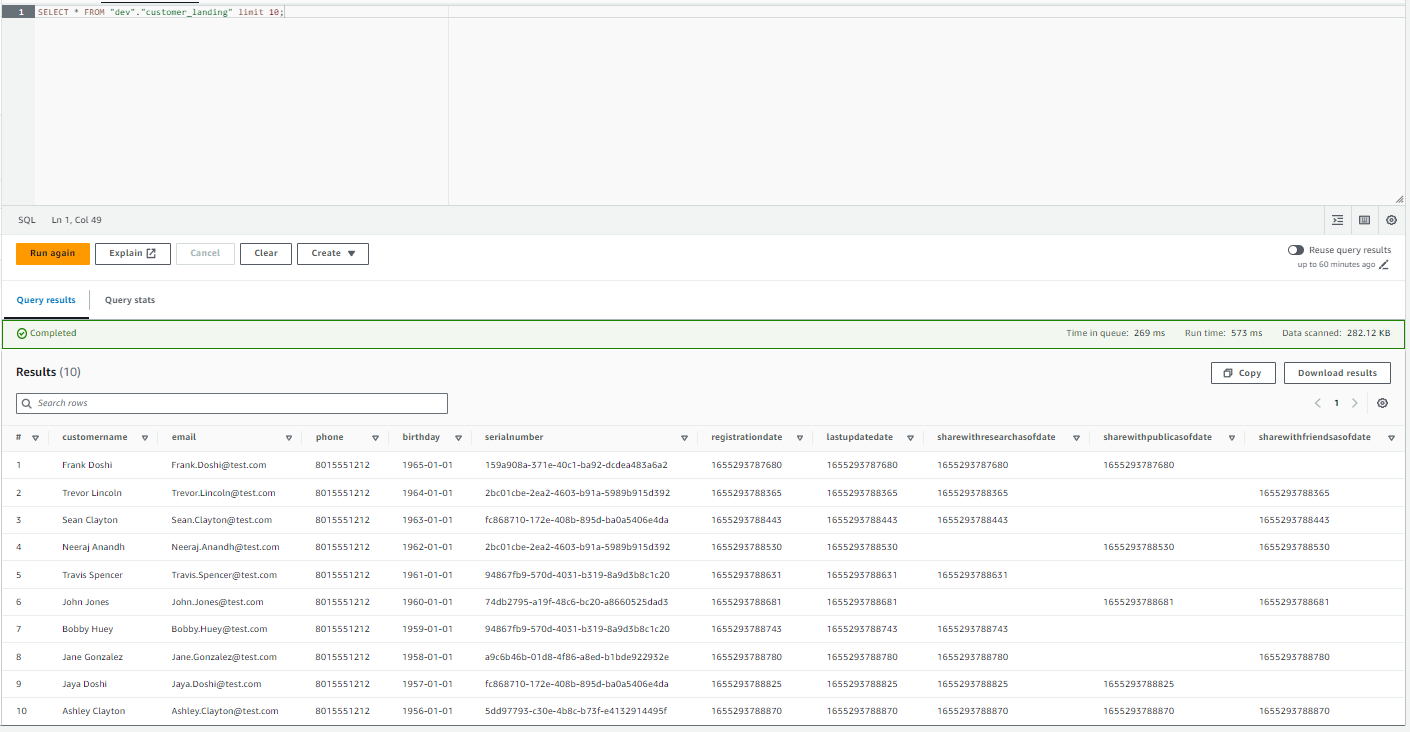 1 SELECT * FROM "dev"."customer_landing" limit 10;
SQL Ln 1, Col 49
Run again Explain Cancel Clear Create Reuse query results
up to 60 minutes ago
Query results Query stats
Completed Time in queue: 269 ms Run time: 573 ms Data scanned: 282.12 KB
Results (10) Copy Download results
Search rows 1
# customername email phone birthday serialnumber registrationdate lastupdatedate sharewithresearchasofdate sharewithpublicasofdate sharewithfriendsasofdate
1 Frank Doshi Frank.Doshi@test.com 8015551212 1965-01-01 159a908a-371e-40c1-ba92-dcdea483a6a2 1655293787680 1655293787680 1655293787680 1655293787680
2 Trevor Lincoln Trevor.Lincoln@test.com 8015551212 1964-01-01 2bc01cbe-2ea2-4603-b91a-5989b915d392 1655293788365 1655293788365 1655293788365 1655293788365
3 Sean Clayton Sean.Clayton@test.com 8015551212 1963-01-01 fc868710-172e-408b-895d-ba0a5406e4da 1655293788443 1655293788443 1655293788443 1655293788443
4 Neeraj Anandh Neeraj.Anandh@test.com 8015551212 1962-01-01 2bc01cbe-2ea2-4603-b91a-5989b915d392 1655293788530 1655293788530 1655293788530 1655293788530
5 Travis Spencer Travis.Spencer@test.com 8015551212 1961-01-01 94867fb9-570d-4031-b319-8a9d3b8c1c20 1655293788631 1655293788631 1655293788631
6 John Jones John.Jones@test.com 8015551212 1960-01-01 74db2795-a19f-48c6-bc20-a8660525dad3 1655293788681 1655293788681 1655293788681 1655293788681
7 Bobby Huey Bobby.Huey@test.com 8015551212 1959-01-01 94867fb9-570d-4031-b319-8a9d3b8c1c20 1655293788743 1655293788743 1655293788743
8 Jane Gonzalez Jane.Gonzalez@test.com 8015551212 1958-01-01 a9c6b46b-01d8-4f86-a8ed-b1bde922932e 1655293788780 1655293788780 1655293788780 1655293788780
9 Jaya Doshi Jaya.Doshi@test.com 8015551212 1957-01-01 fc868710-172e-408b-895d-ba0a5406e4da 1655293788825 1655293788825 1655293788825 1655293788825
10 Ashley Clayton Ashley.Clayton@test.com 8015551212 1956-01-01 5dd97793-c30e-4b8c-b73f-e4132914495f 1655293788870 1655293788870 1655293788870 1655293788870 1655293788870